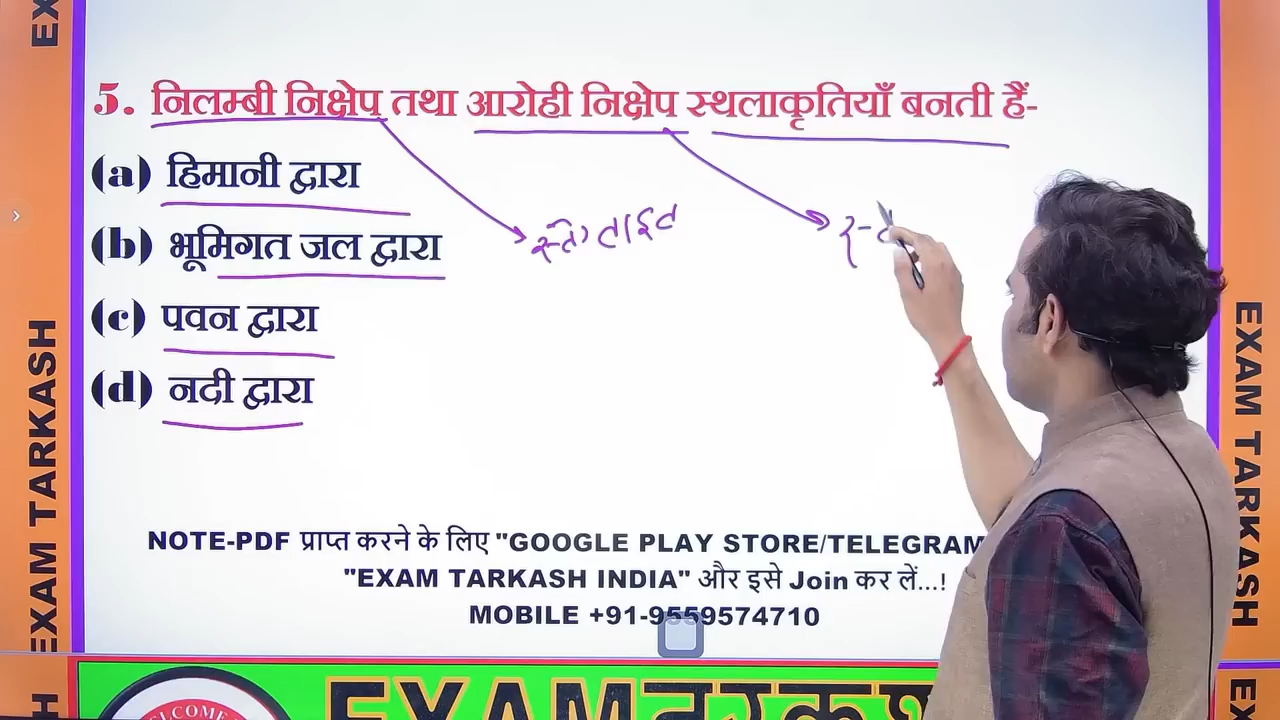 5. निलम्बी निक्षेप तथा आरोही निक्षेप स्थलाकृतियाँ बनती हैं-
(a) हिमानी द्वारा
(b) भूमिगत जल द्वारा
(c) पवन द्वारा
(d) नदी द्वारा
NOTE-PDF प्राप्त करने के लिए "GOOGLE PLAY STORE/TELEGRAM
"EXAM TARKASH INDIA" और इसे Join कर लें...!
MOBILE +91-9559574710
EXAM TARKASH
EXAM TARKASH
EXAMतरकश